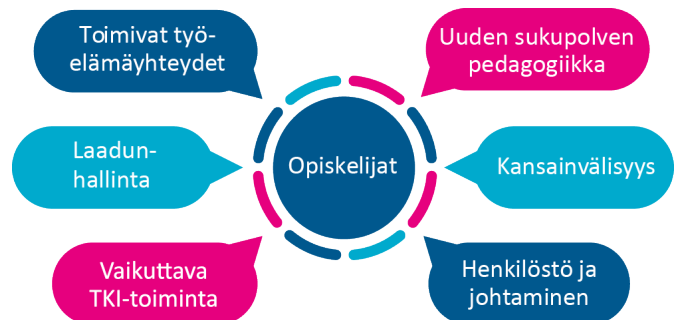 Toimivat työ-
elämäyhteydet
Uuden sukupolven
pedagogiikka
Laadun-
hallinta
Opiskelijat
Kansainvälisyys
Vaikuttava
TKI-toiminta
Henkilöstö ja
johtaminen